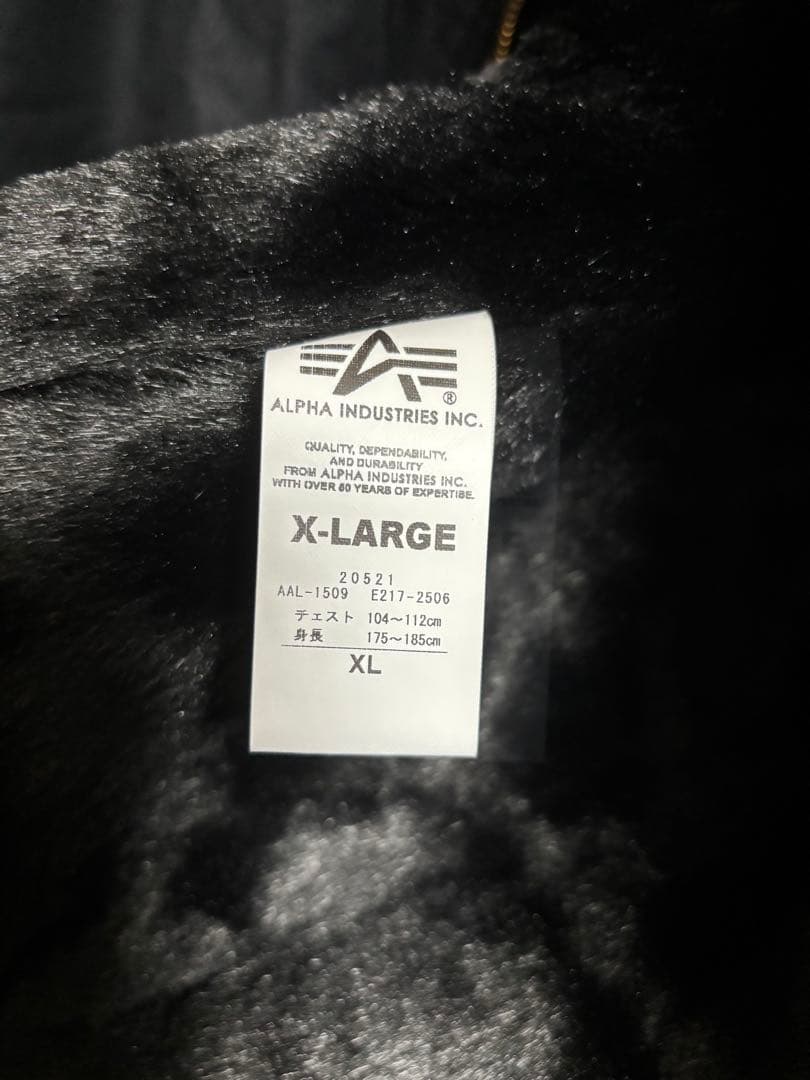 ALPHA INDUSTRIES INC.
QUALITY, DEPENDABILITY,
AND DURABILITY
FROM ALPHA INDUSTRIES INC.
WITH OVER 50 YEARS OF EXPERTISE.
X-LARGE
20521
AAL-1509 E217-2506
チェスト 104～112cm
身長 175～185cm
XL